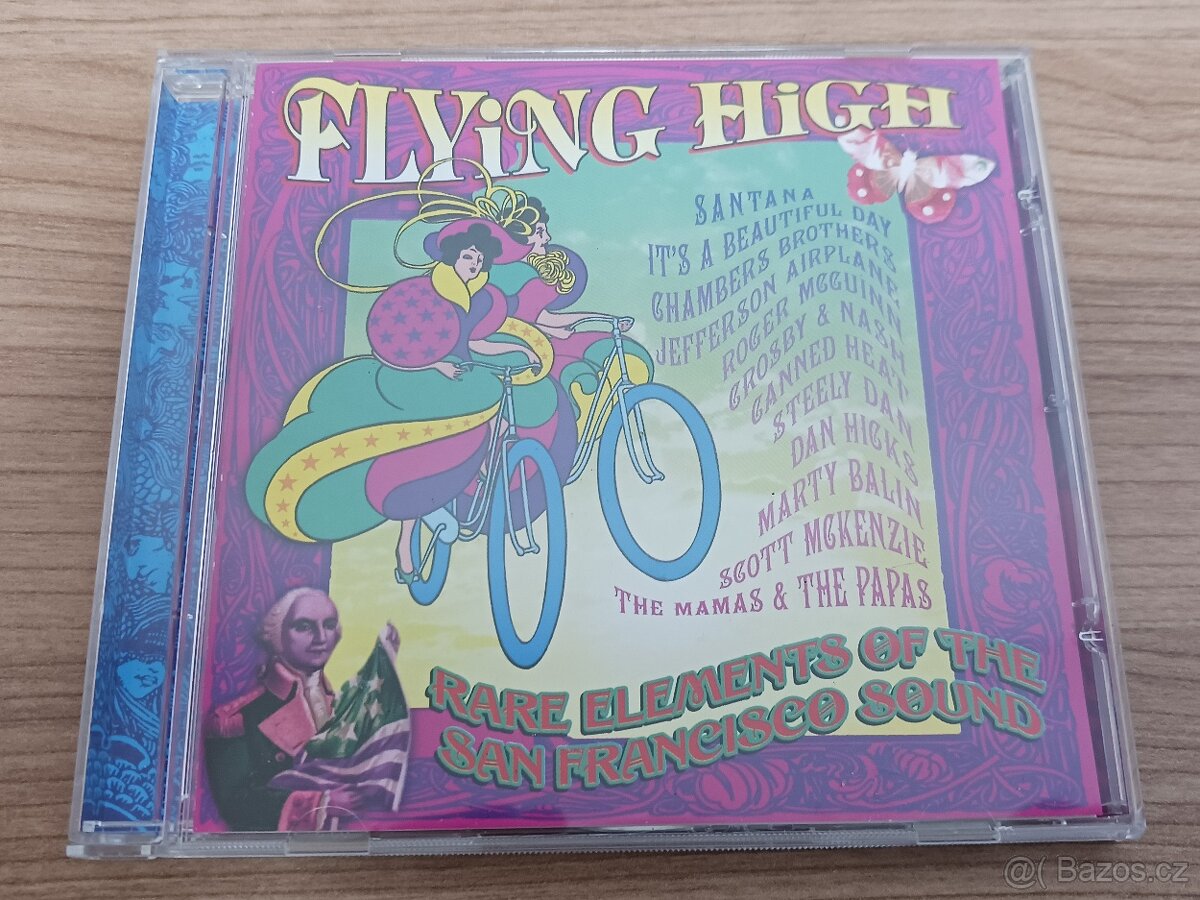 FLYiNG HiGH
SANTANA
IT'S A BEAUTIFUL DAY
CHAMBERS BROTHERS
JEFFERSON AIRPLANE
ROGER MCGUINN
CROSBY & NASH
CANNED HEAT
STEELY DAN
DAN HICKS
MARTY BALIN
SCOTT MCKENZIE
THE MAMAS & THE PAPAS
RARE ELEMENTS OF THE
SAN FRANCISCO SOUND
@( Bazos.cz